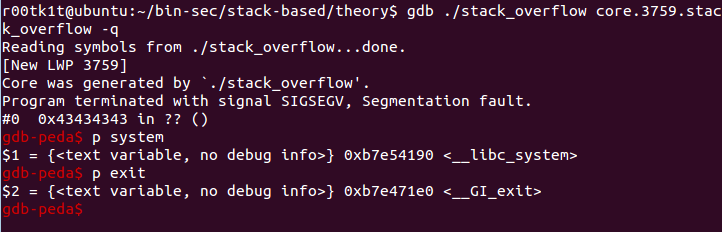 r00tk1t@ubuntu:~/bin-sec/stack-based/theory$ gdb ./stack_overflow core.3759.stac
k_overflow -q
Reading symbols from ./stack_overflow...done.
[New LWP 3759]
Core was generated by `./stack_overflow'.
Program terminated with signal SIGSEGV, Segmentation fault.
#0  0x43434343 in ?? ()
gdb-peda$ p system
$1 = {<text variable, no debug info>} 0xb7e54190 <__libc_system>
gdb-peda$ p exit
$2 = {<text variable, no debug info>} 0xb7e471e0 <__GI_exit>
gdb-peda$